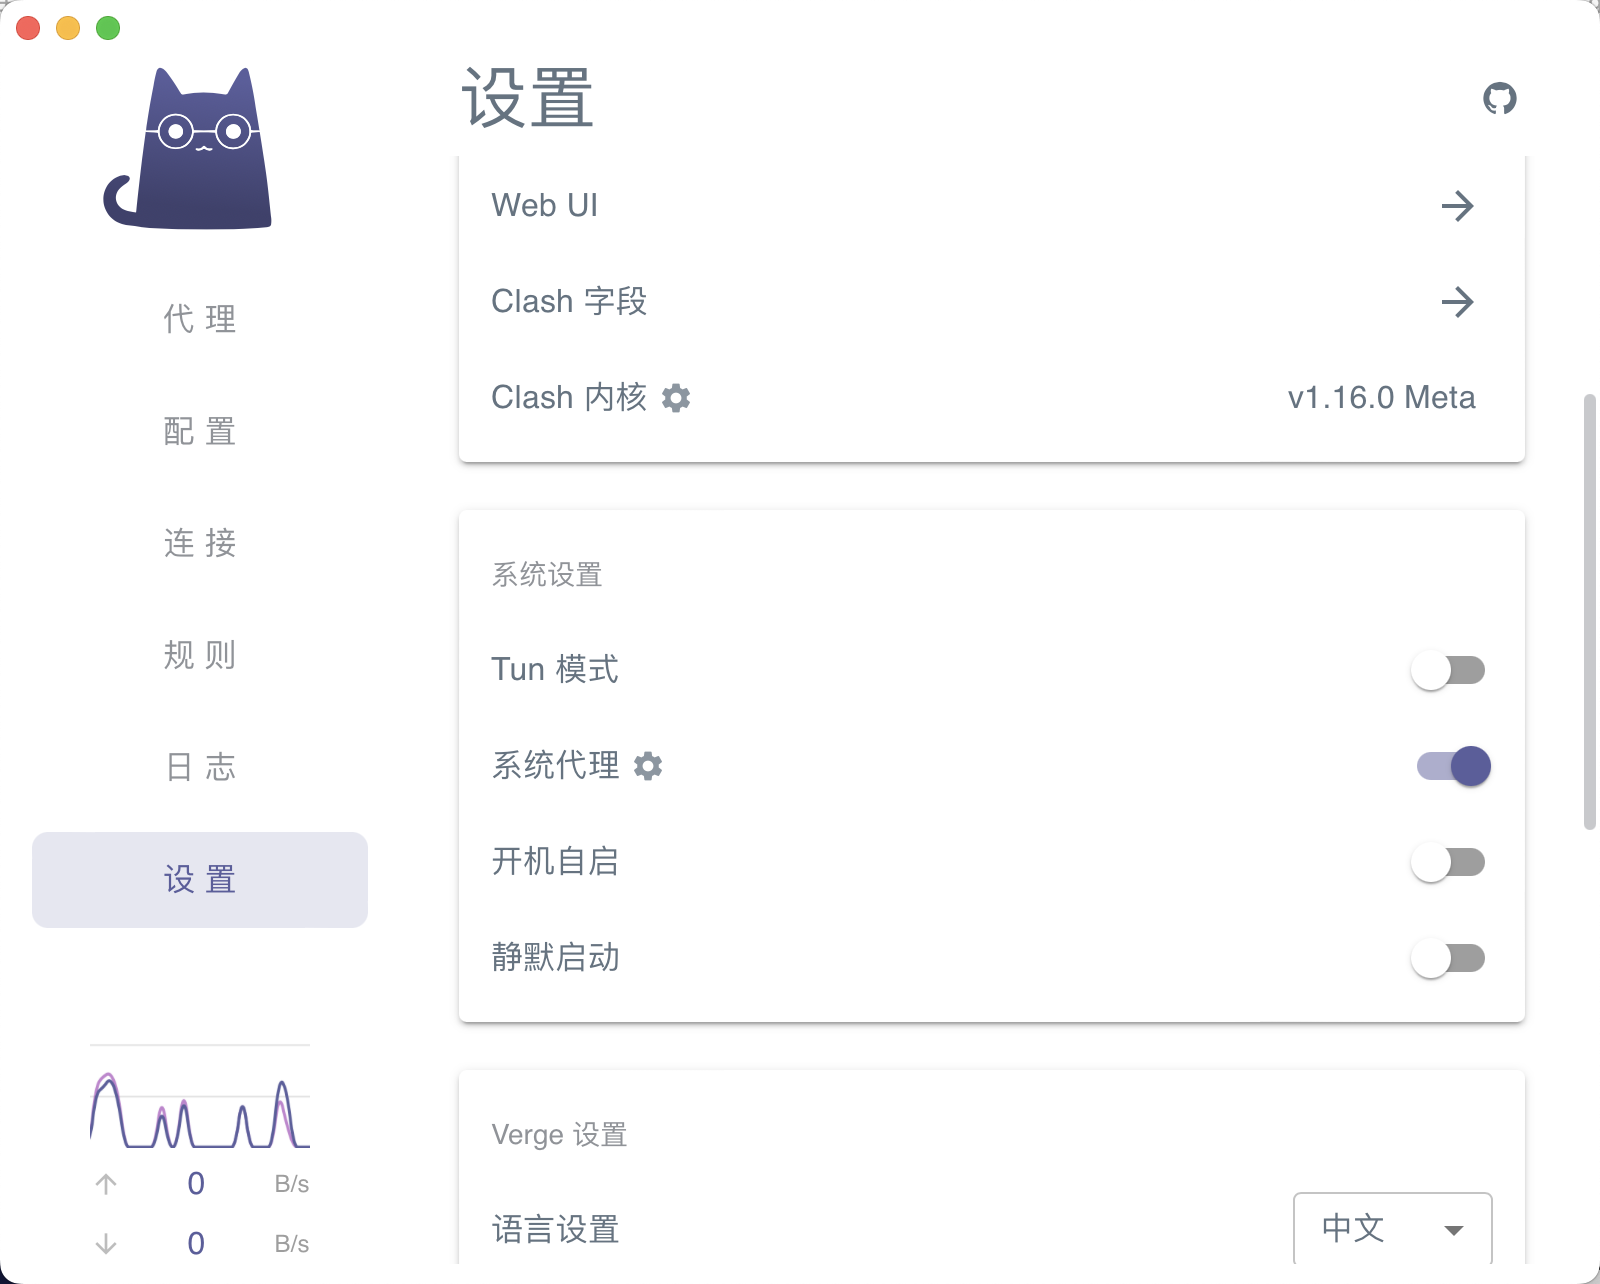 代 理
配 置
连 接
规 则
日 志
设 置
0 B/s
0 B/s
设置
Web UI
Clash 字段
Clash 内核 v1.16.0 Meta
系统设置
Tun 模式
系统代理
开机自启
静默启动
Verge 设置
语言设置 中文